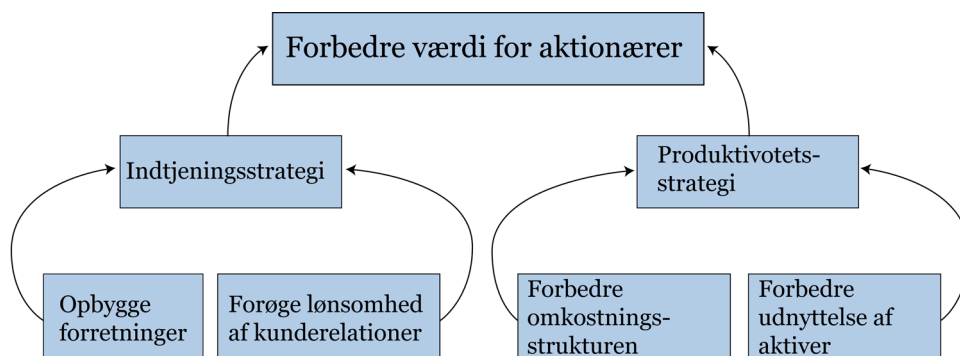 Forbedre værdi for aktionærer
Indtjeningsstrategi
Produktivotets-
strategi
Opbygge
forretninger
Forøge lønsomhed
af kunderelationer
Forbedre
omkostnings-
strukturen
Forbedre
udnyttelse af
aktiver